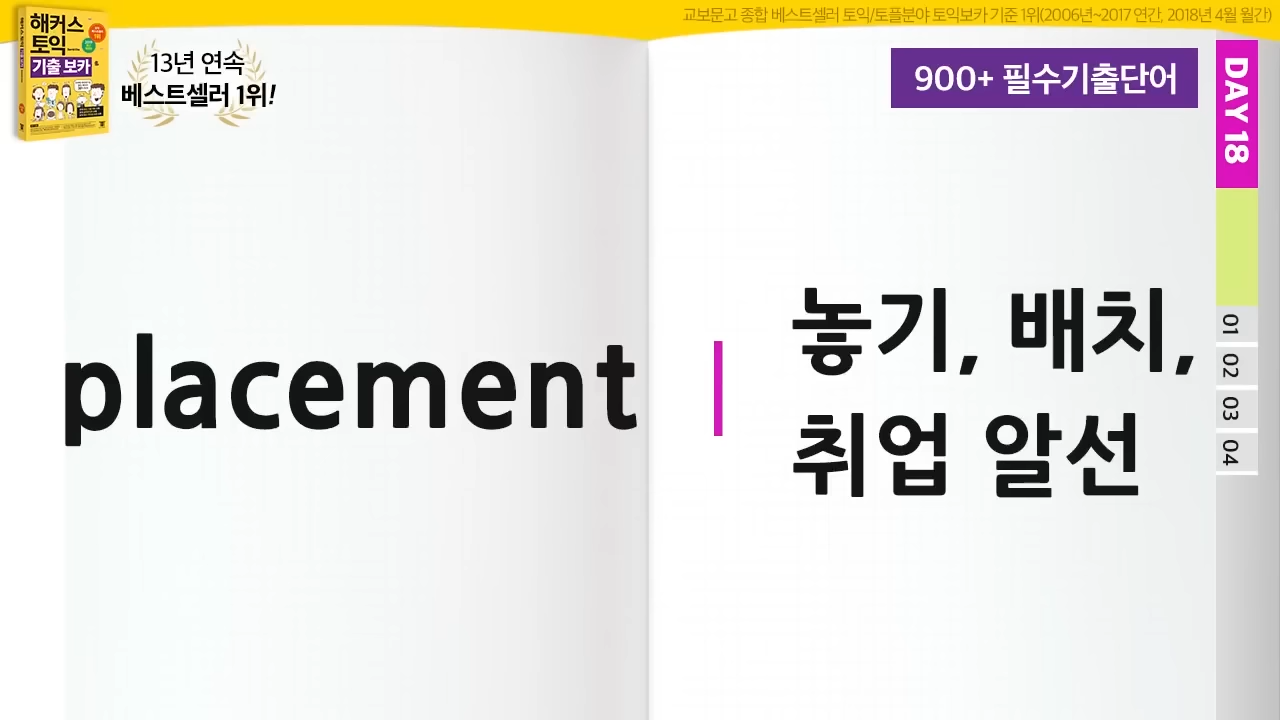 교보문고 종합 베스트셀러 토익/토플분야 토익보카 기준 1위(2006년~2017 연간, 2018년 4월 월간)
해커스
토익
기출 보카
13년 연속
베스트셀러 1위!
900+ 필수기출단어
DAY 18
placement
놓기, 배치,
취업 알선
01
02
03
04